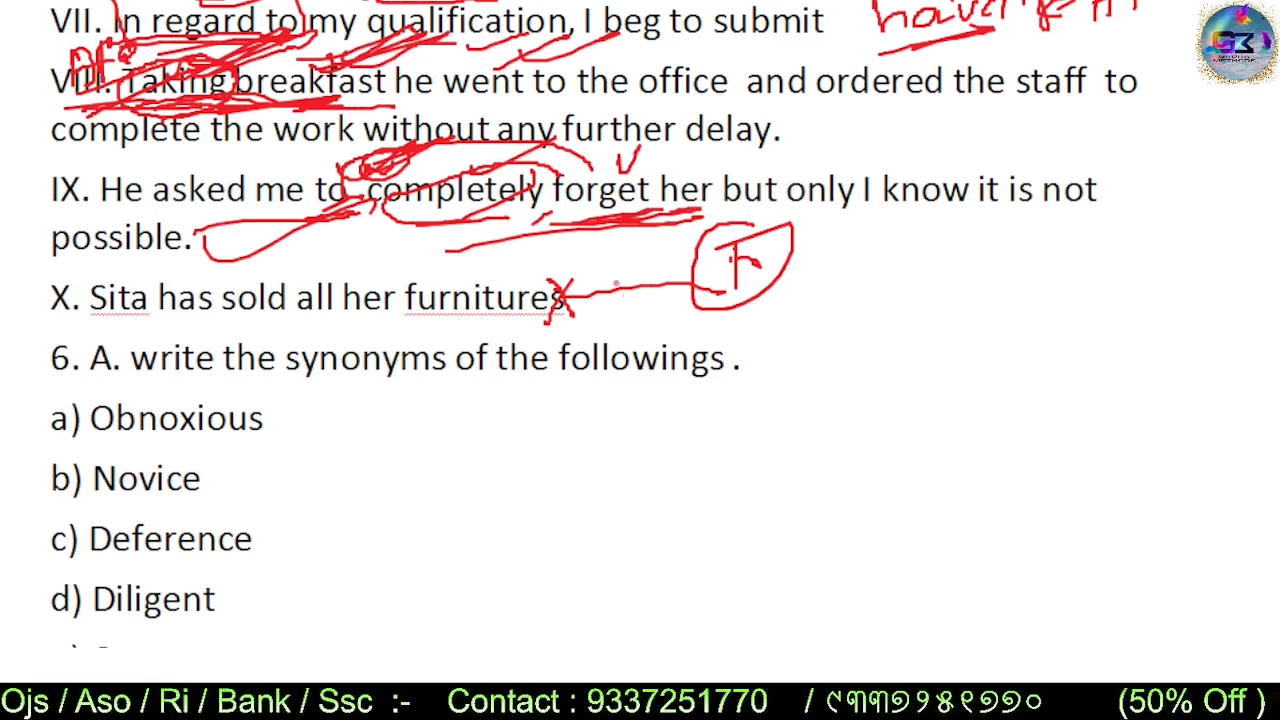 VII. In regard to my qualification, I beg to submit
VIII. Taking breakfast he went to the office and ordered the staff to
complete the work without any further delay.
IX. He asked me to completely forget her but only I know it is not
possible.
X. Sita has sold all her furnitures
6. A. write the synonyms of the followings .
a) Obnoxious
b) Novice
c) Deference
d) Diligent
Ojs / Aso / Ri / Bank / Ssc :- Contact : 9337251770 / ୯୩୩୭୨୫୧୭୭୦ (50% Off )